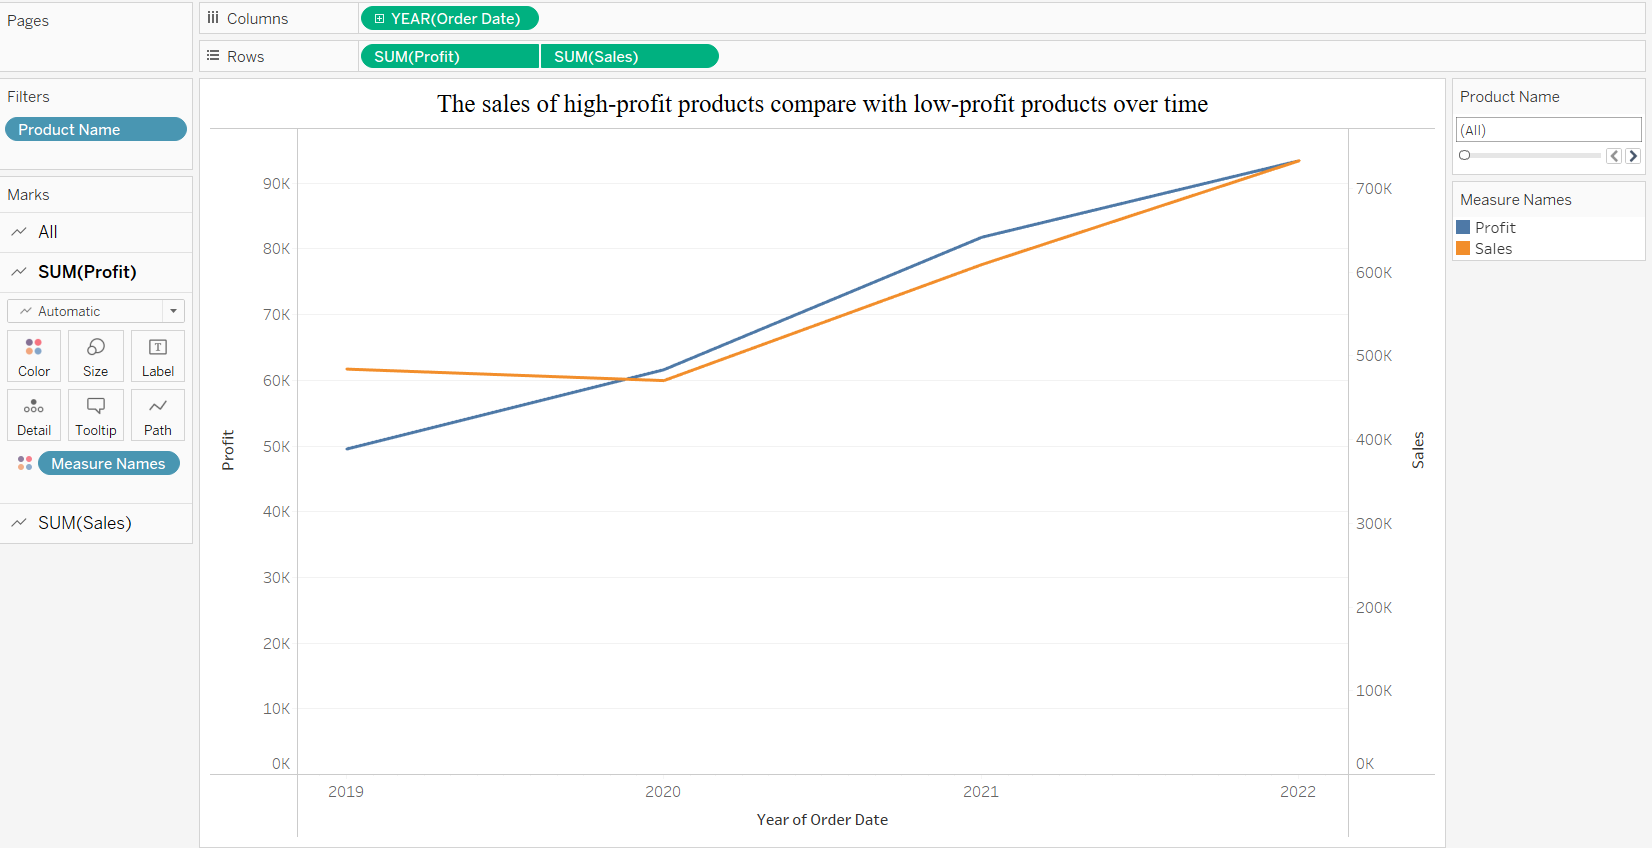 Pages
Columns
YEAR(Order Date)
Rows
SUM(Profit)
SUM(Sales)
Filters
Product Name
Marks
All
SUM(Profit)
Automatic
Color
Size
Label
Detail
Tooltip
Path
Measure Names
SUM(Sales)
The sales of high-profit products compare with low-profit products over time
Profit
90K
80K
70K
60K
50K
40K
30K
20K
10K
0K
700K
600K
500K
400K
300K
200K
100K
0K
Sales
2019
2020
2021
2022
Year of Order Date
Product Name
(All)
Measure Names
Profit
Sales